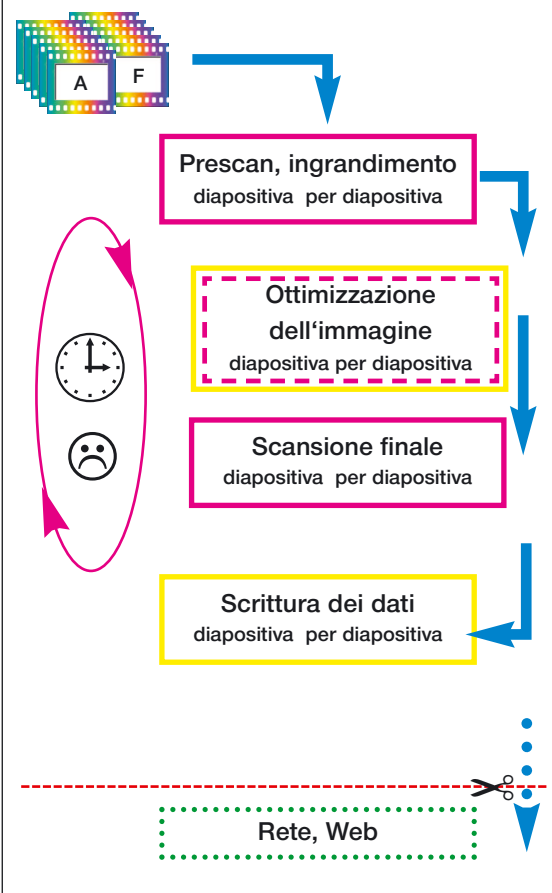 A
F
Prescan, ingrandimento
diapositiva per diapositiva
Ottimizzazione
dell‘immagine
diapositiva per diapositiva
Scansione finale
diapositiva per diapositiva
Scrittura dei dati
diapositiva per diapositiva
Rete, Web